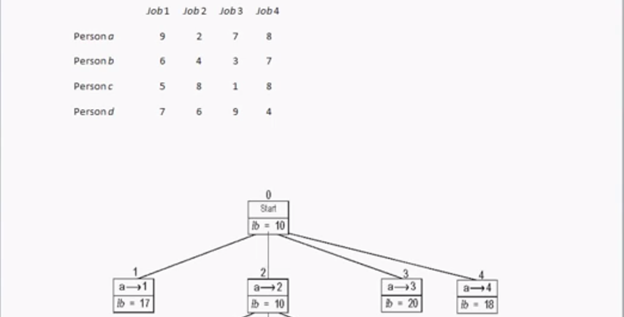 Job 1 Job 2 Job 3 Job 4
Person a 9 2 7 8
Person b 6 4 3 7
Person c 5 8 1 8
Person d 7 6 9 4
0
Start
lb = 10
1 2 3 4
a→1 a→2 a→3 a→4
lb = 17 lb = 10 lb = 20 lb = 18